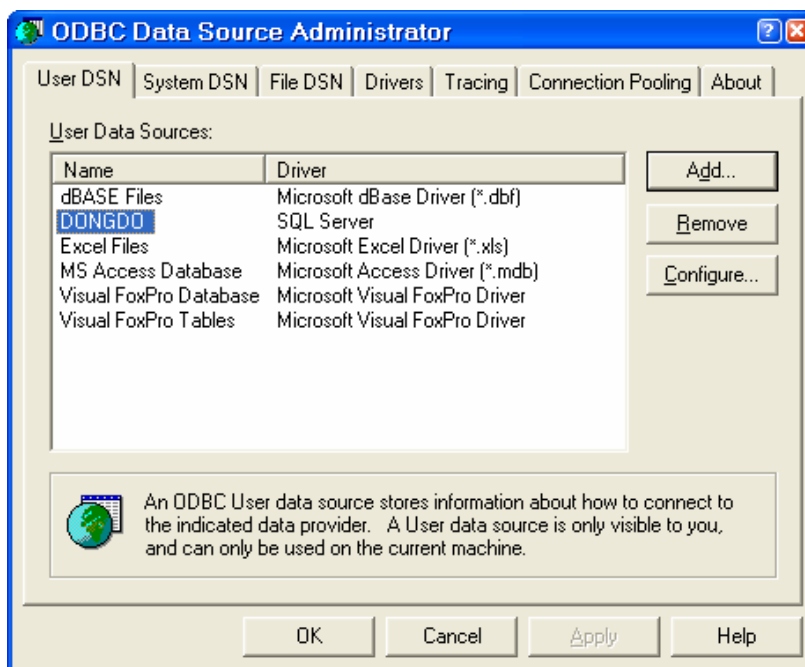 ODBC Data Source Administrator
User DSN System DSN File DSN Drivers Tracing Connection Pooling About
User Data Sources:
Name Driver
dBASE Files Microsoft dBase Driver (*.dbf)
DONGDO SQL Server
Excel Files Microsoft Excel Driver (*.xls)
MS Access Database Microsoft Access Driver (*.mdb)
Visual FoxPro Database Microsoft Visual FoxPro Driver
Visual FoxPro Tables Microsoft Visual FoxPro Driver
Add...
Remove
Configure...
An ODBC User data source stores information about how to connect to
the indicated data provider. A User data source is only visible to you,
and can only be used on the current machine.
OK Cancel Apply Help